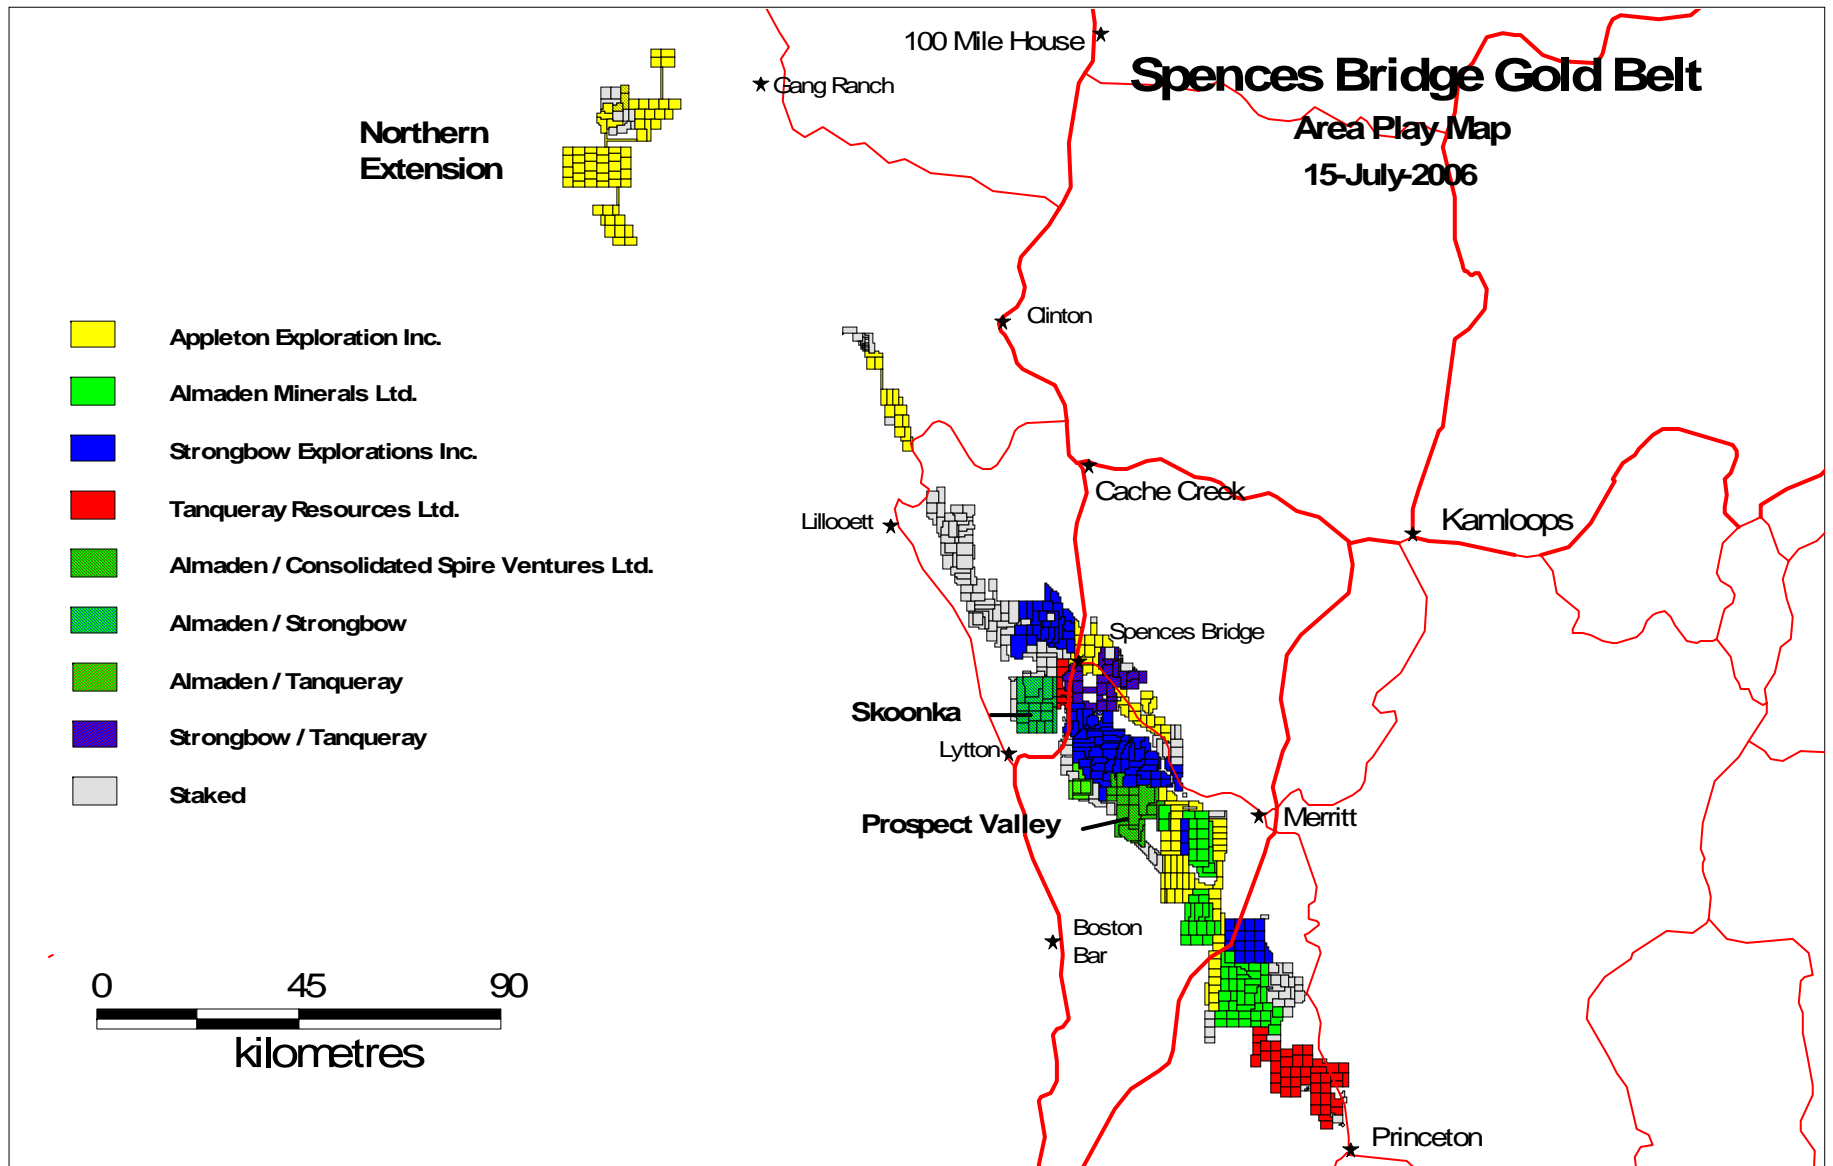 100 Mile House
Gang Ranch
Spences Bridge Gold Belt
Area Play Map
15-July-2006
Northern
Extension
Clinton
Appleton Exploration Inc.
Almaden Minerals Ltd.
Strongbow Explorations Inc.
Tanqueray Resources Ltd.
Almaden / Consolidated Spire Ventures Ltd.
Almaden / Strongbow
Almaden / Tanqueray
Strongbow / Tanqueray
Staked
Cache Creek
Kamloops
Lillooett
Spences Bridge
Skoonka
Lytton
Prospect Valley
Merritt
Boston
Bar
0 45 90
kilometres
Princeton